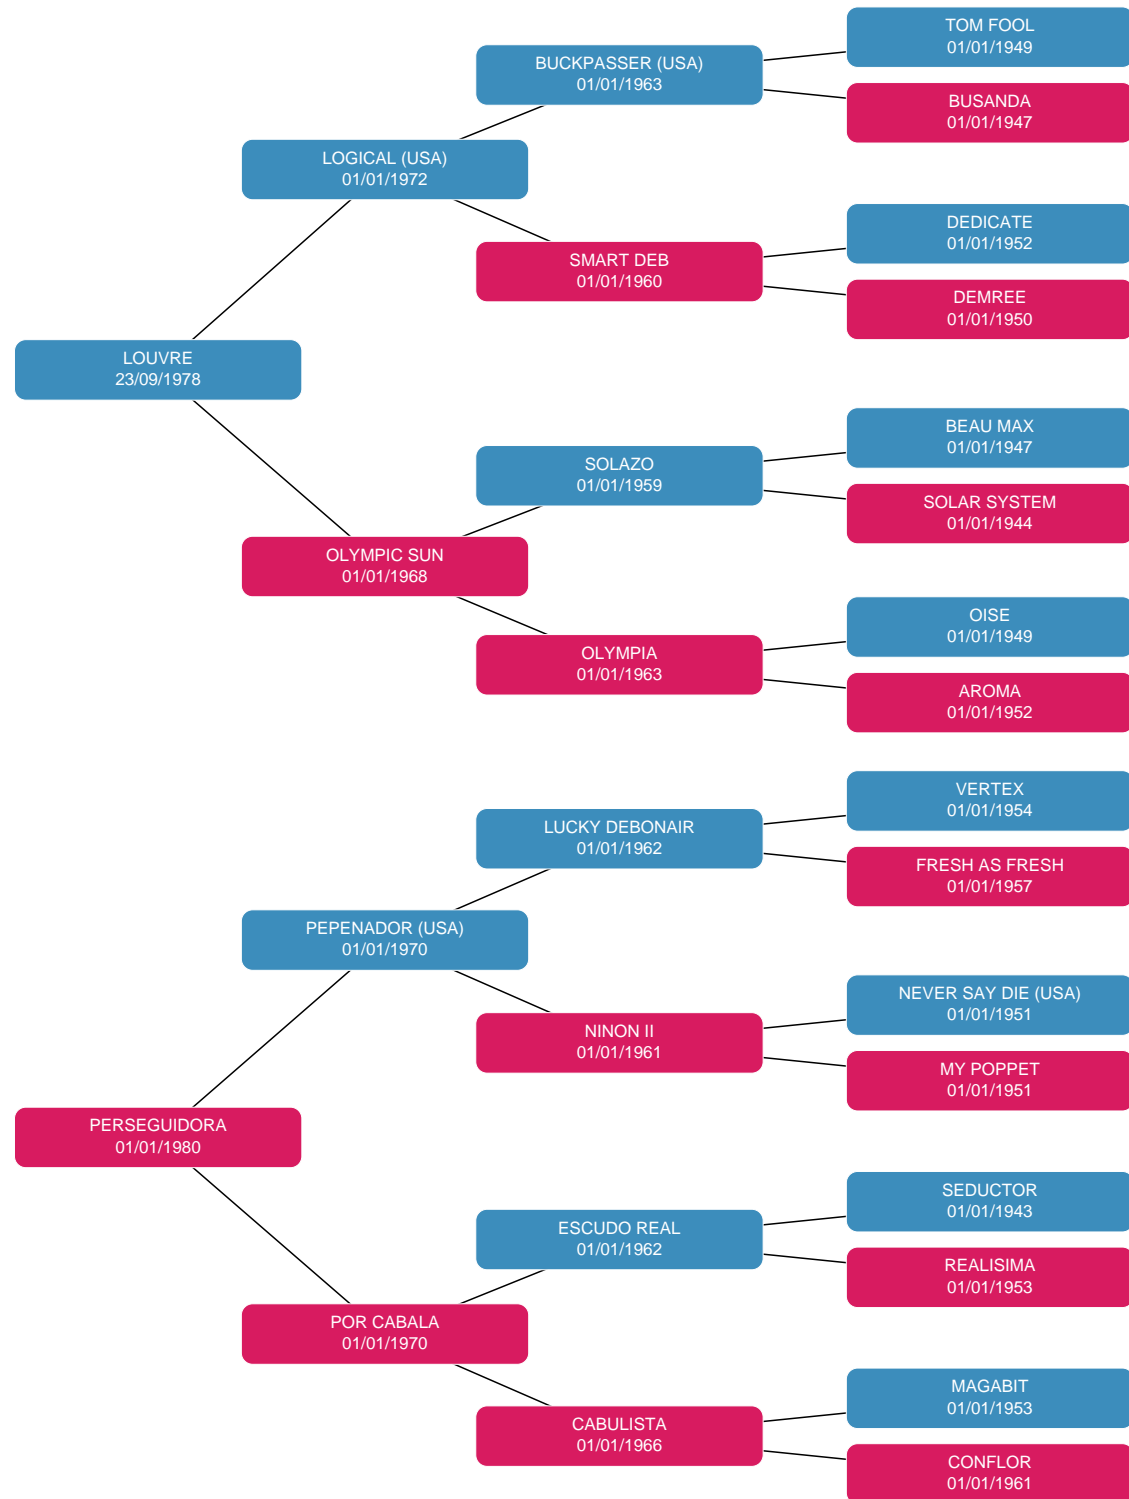 TOM FOOL
01/01/1949
BUCKPASSER (USA)
01/01/1963
BUSANDA
01/01/1947
LOGICAL (USA)
01/01/1972
DEDICATE
01/01/1952
SMART DEB
01/01/1960
DEMREE
01/01/1950
LOUVRE
23/09/1978
BEAU MAX
01/01/1947
SOLAZO
01/01/1959
SOLAR SYSTEM
01/01/1944
OLYMPIC SUN
01/01/1968
OISE
01/01/1949
OLYMPIA
01/01/1963
AROMA
01/01/1952
VERTEX
01/01/1954
LUCKY DEBONAIR
01/01/1962
FRESH AS FRESH
01/01/1957
PEPENADOR (USA)
01/01/1970
NEVER SAY DIE (USA)
01/01/1951
NINON II
01/01/1961
MY POPPET
01/01/1951
PERSEGUIDORA
01/01/1980
SEDUCTOR
01/01/1943
ESCUDO REAL
01/01/1962
REALISIMA
01/01/1953
POR CABALA
01/01/1970
MAGABIT
01/01/1953
CABULISTA
01/01/1966
CONFLOR
01/01/1961